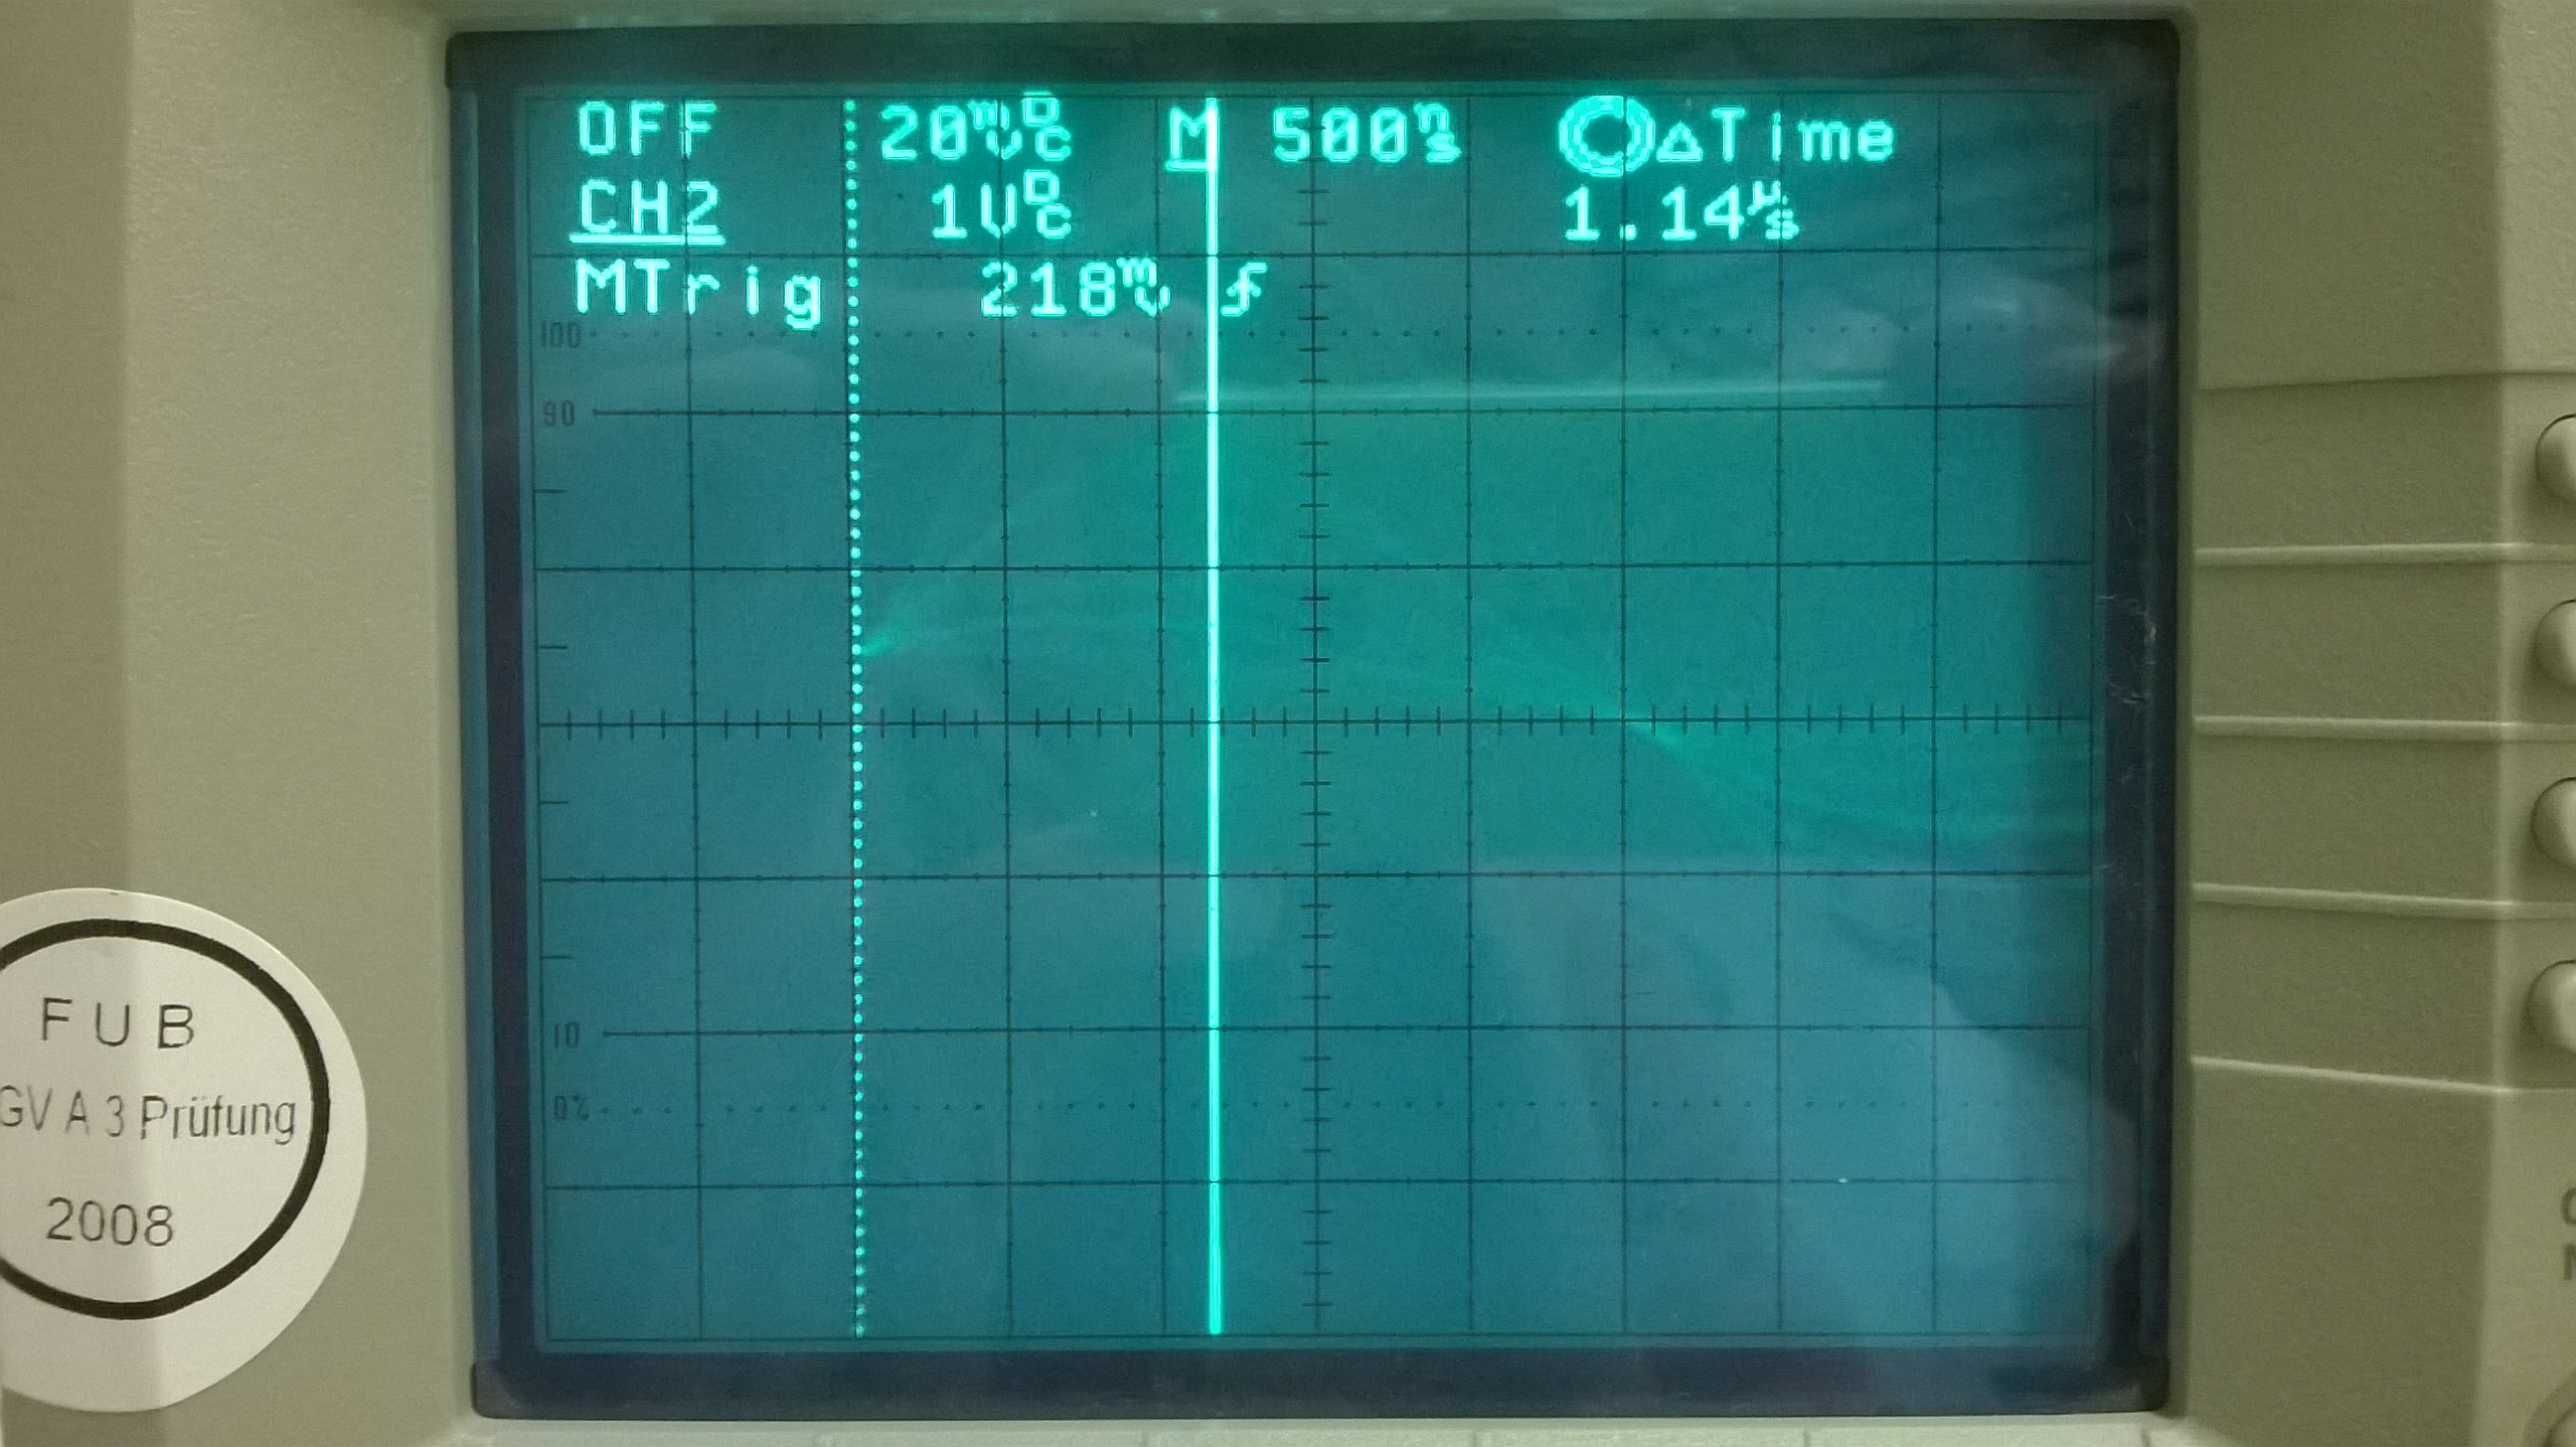 OFF 20mV DC M 500ns ΔTime
CH2 1V DC 1.14µs
MTrig 218mV
100
90
10
0%
FUB
GV A 3 Prüfung
2008